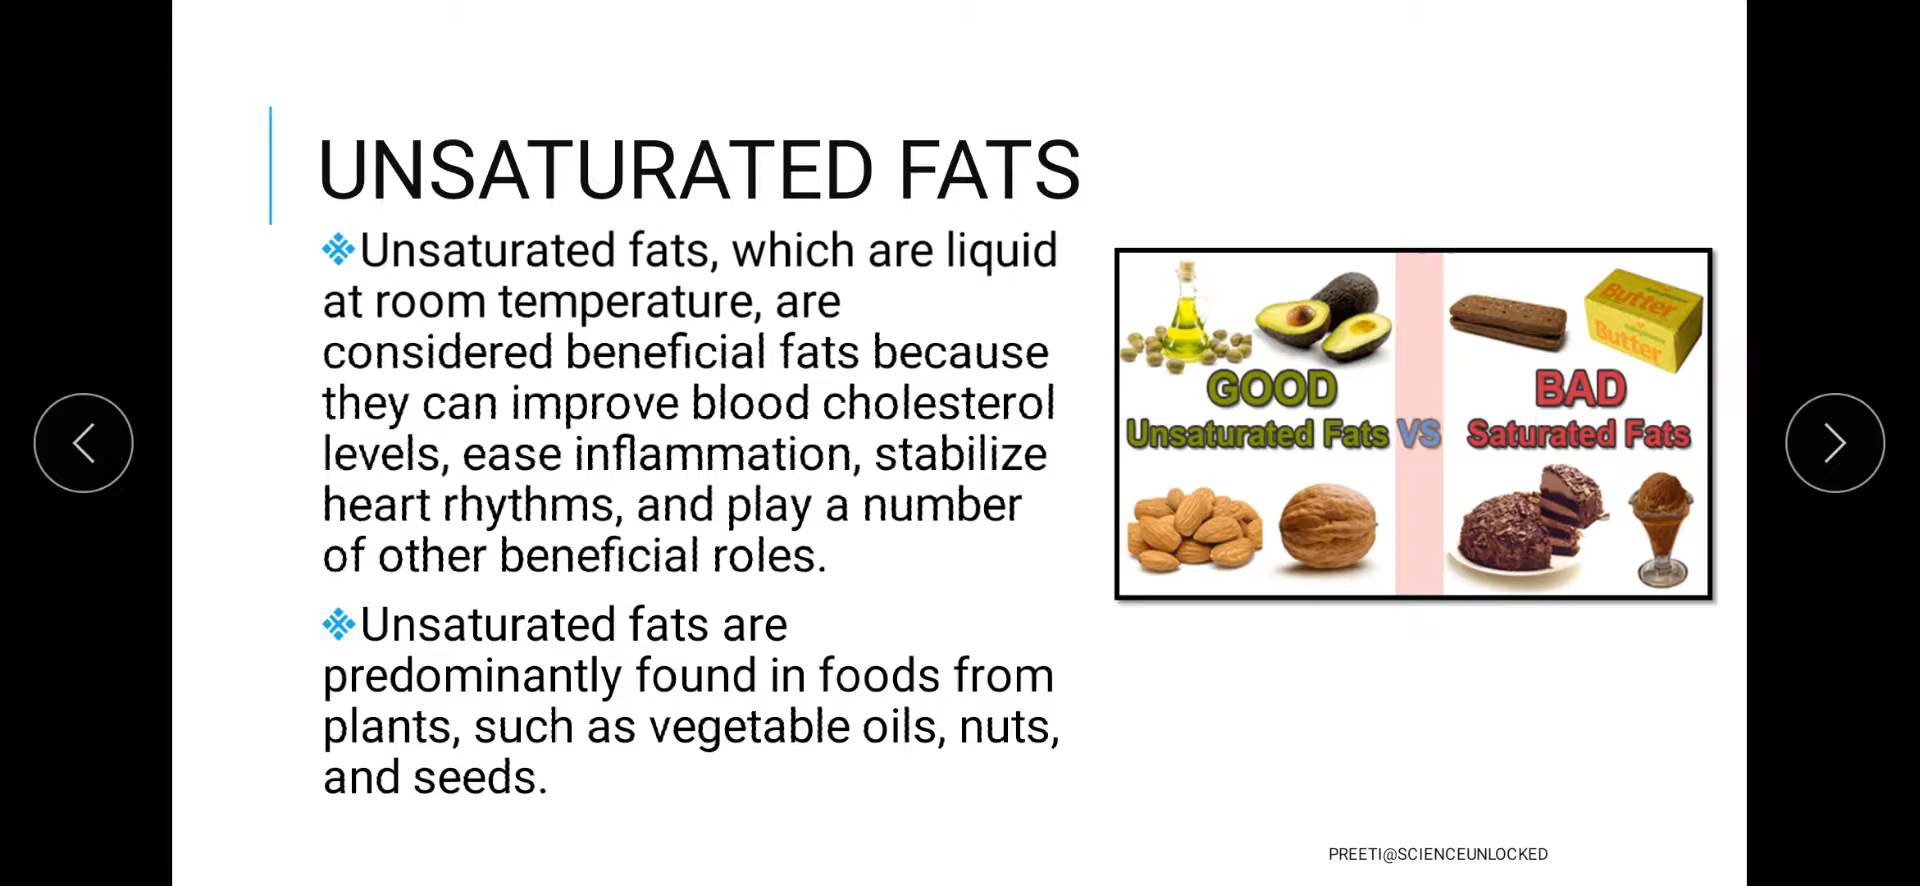 UNSATURATED FATS
Unsaturated fats, which are liquid
at room temperature, are
considered beneficial fats because
they can improve blood cholesterol
levels, ease inflammation, stabilize
heart rhythms, and play a number
of other beneficial roles.
Unsaturated fats are
predominantly found in foods from
plants, such as vegetable oils, nuts,
and seeds.
Butter
Butter
GOOD
Unsaturated Fats
VS
BAD
Saturated Fats
PREETI@SCIENCEUNLOCKED